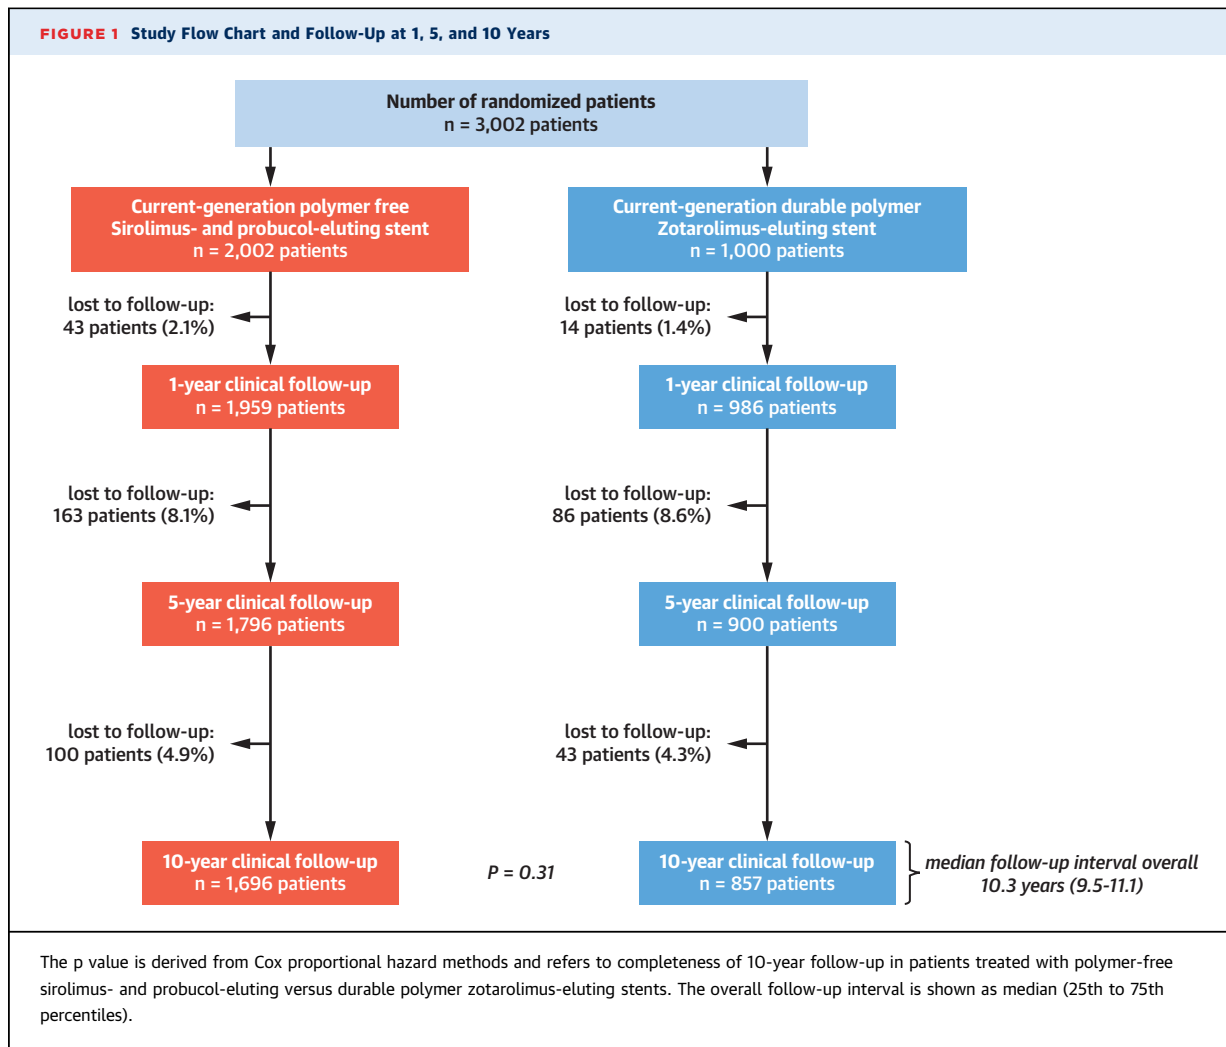 FIGURE 1 Study Flow Chart and Follow-Up at 1, 5, and 10 Years
Number of randomized patients
n = 3,002 patients
Current-generation polymer free
Sirolimus- and probucol-eluting stent
n = 2,002 patients
Current-generation durable polymer
Zotarolimus-eluting stent
n = 1,000 patients
lost to follow-up:
43 patients (2.1%)
lost to follow-up:
14 patients (1.4%)
1-year clinical follow-up
n = 1,959 patients
1-year clinical follow-up
n = 986 patients
lost to follow-up:
163 patients (8.1%)
lost to follow-up:
86 patients (8.6%)
5-year clinical follow-up
n = 1,796 patients
5-year clinical follow-up
n = 900 patients
lost to follow-up:
100 patients (4.9%)
lost to follow-up:
43 patients (4.3%)
10-year clinical follow-up
n = 1,696 patients
P = 0.31
10-year clinical follow-up
n = 857 patients
median follow-up interval overall
10.3 years (9.5-11.1)
The p value is derived from Cox proportional hazard methods and refers to completeness of 10-year follow-up in patients treated with polymer-free
sirolimus- and probucol-eluting versus durable polymer zotarolimus-eluting stents. The overall follow-up interval is shown as median (25th to 75th
percentiles).